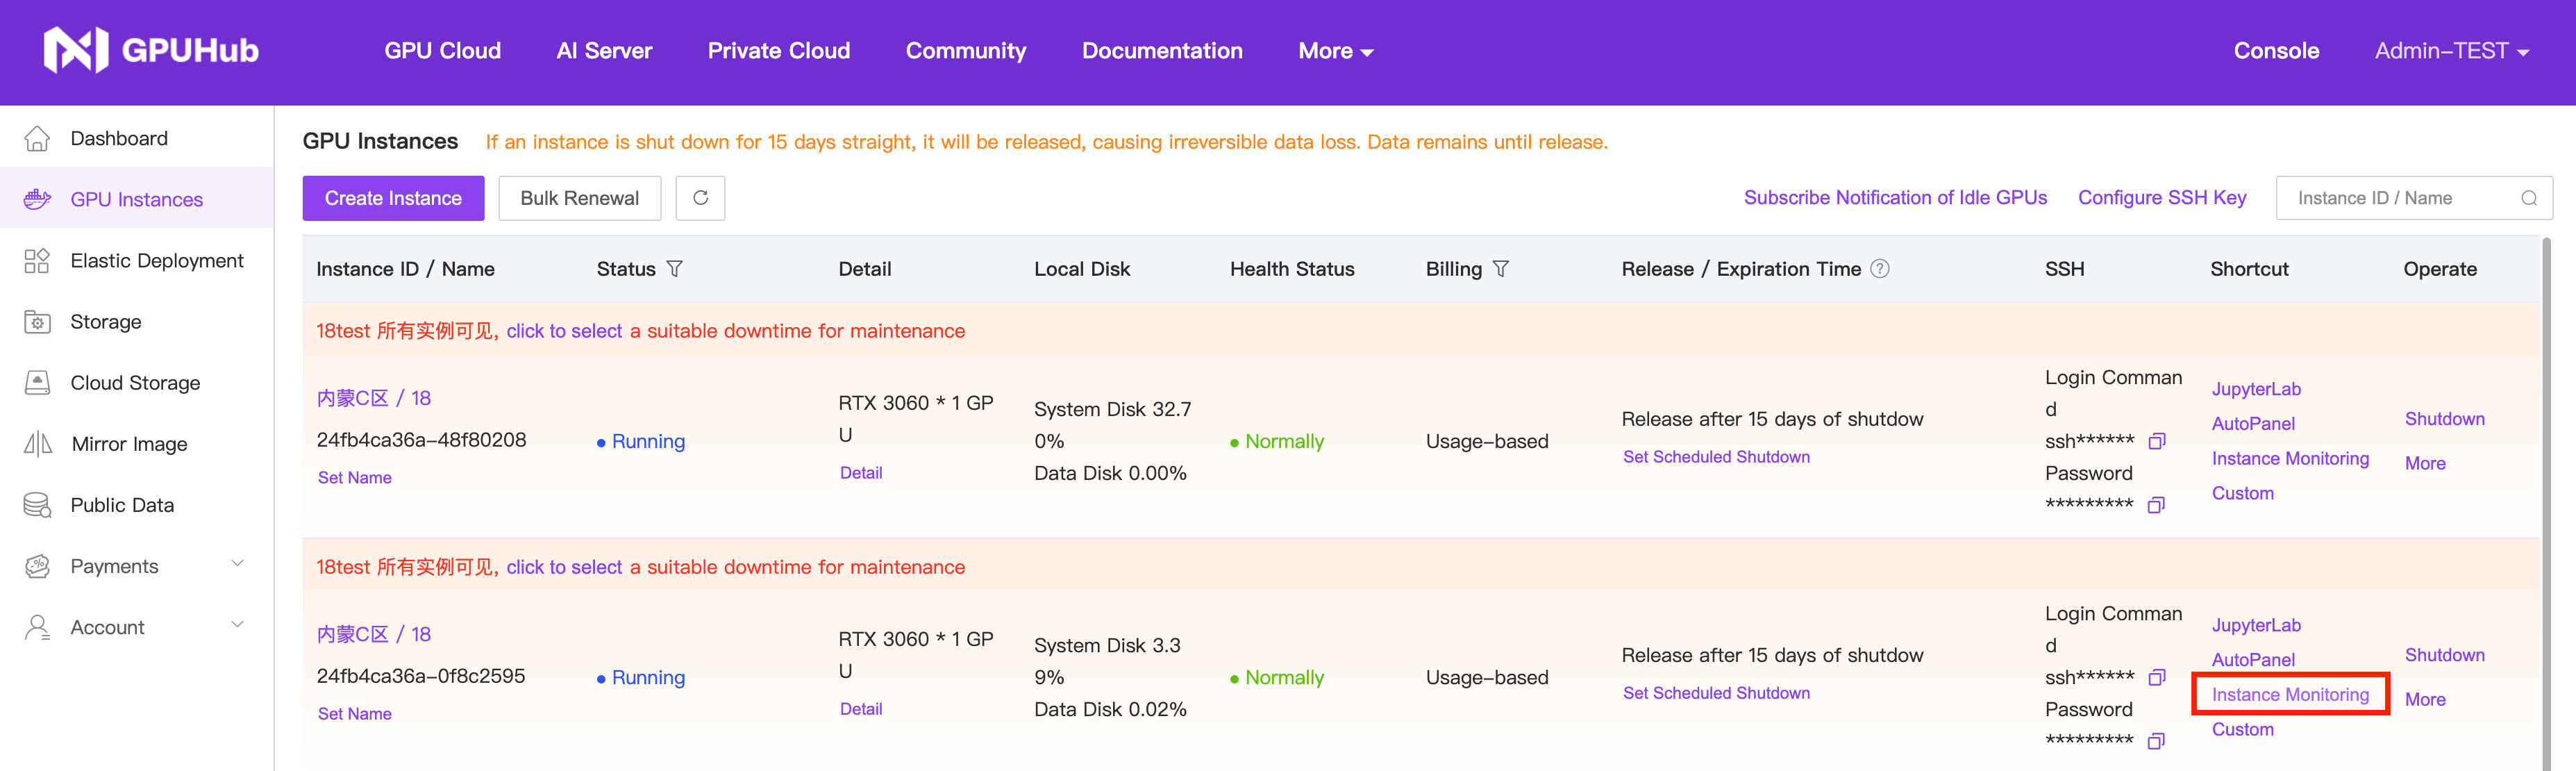 GPUHub
GPU Cloud AI Server Private Cloud Community Documentation More Console Admin-TEST
Dashboard
GPU Instances
Elastic Deployment
Storage
Cloud Storage
Mirror Image
Public Data
Payments
Account
GPU Instances If an instance is shut down for 15 days straight, it will be released, causing irreversible data loss. Data remains until release.
Create Instance Bulk Renewal Subscribe Notification of Idle GPUs Configure SSH Key Instance ID / Name
Instance ID / Name Status Detail Local Disk Health Status Billing Release / Expiration Time ? SSH Shortcut Operate
18test 所有实例可见, click to select a suitable downtime for maintenance
内蒙C区 / 18
24fb4ca36a-48f80208
Set Name
Running
RTX 3060 * 1 GP
U
Detail
System Disk 32.7
0%
Data Disk 0.00%
Normally
Usage-based
Release after 15 days of shutdow
Set Scheduled Shutdown
Login Comman
d
ssh******
Password
*********
JupyterLab
AutoPanel
Instance Monitoring
Custom
Shutdown
More
18test 所有实例可见, click to select a suitable downtime for maintenance
内蒙C区 / 18
24fb4ca36a-0f8c2595
Set Name
Running
RTX 3060 * 1 GP
U
Detail
System Disk 3.3
9%
Data Disk 0.02%
Normally
Usage-based
Release after 15 days of shutdow
Set Scheduled Shutdown
Login Comman
d
ssh******
Password
*********
JupyterLab
AutoPanel
Instance Monitoring
Custom
Shutdown
More